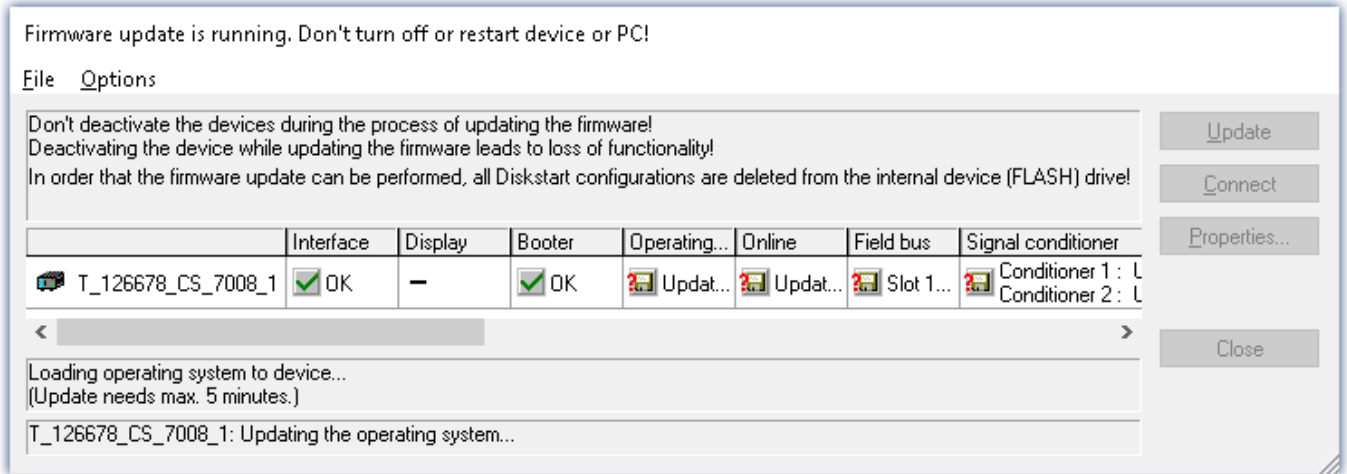 Firmware update is running. Don't turn off or restart device or PC!
File Options
Don't deactivate the devices during the process of updating the firmware!
Deactivating the device while updating the firmware leads to loss of functionality!
In order that the firmware update can be performed, all Diskstart configurations are deleted from the internal device (FLASH) drive!
Update
Connect
Properties...
Interface Display Booter Operating... Online Field bus Signal conditioner
T_126678_CS_7008_1 OK – OK Updat... Updat... Slot 1... Conditioner 1 : U
Conditioner 2 : U
Close
Loading operating system to device...
(Update needs max. 5 minutes.)
T_126678_CS_7008_1: Updating the operating system...